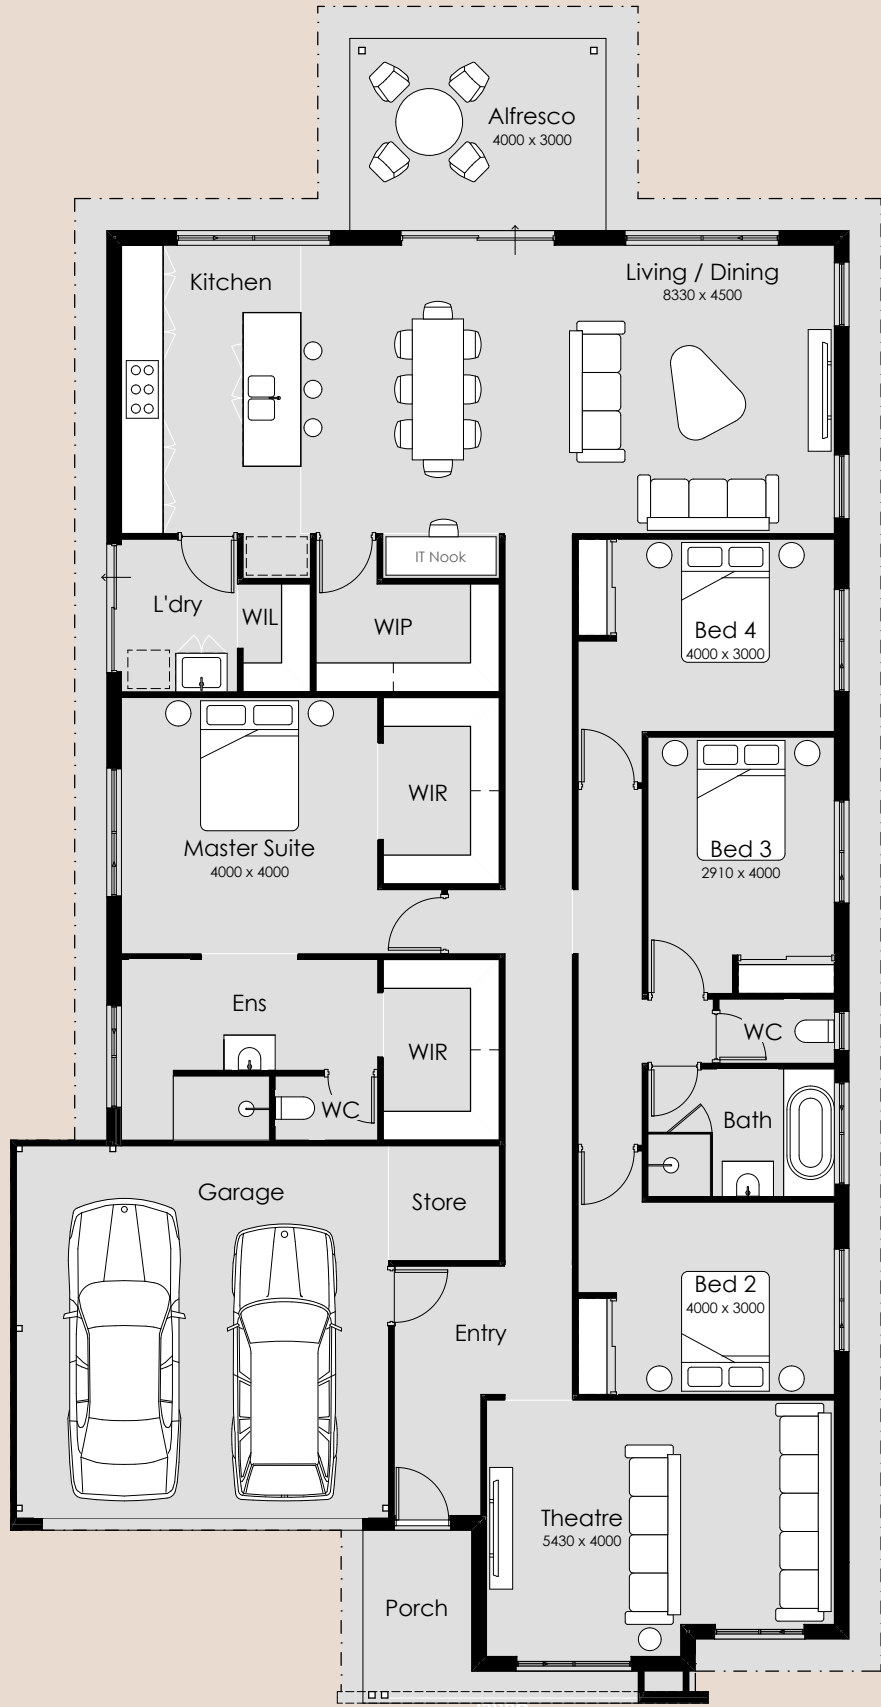 Alfresco
4000 x 3000
Kitchen
Living / Dining
8330 x 4500
IT Nook
L'dry
WIL
WIP
Bed 4
4000 x 3000
WIR
Master Suite
4000 x 4000
Bed 3
2910 x 4000
Ens
WIR
WC
WC
Bath
Garage
Store
Bed 2
4000 x 3000
Entry
Theatre
5430 x 4000
Porch